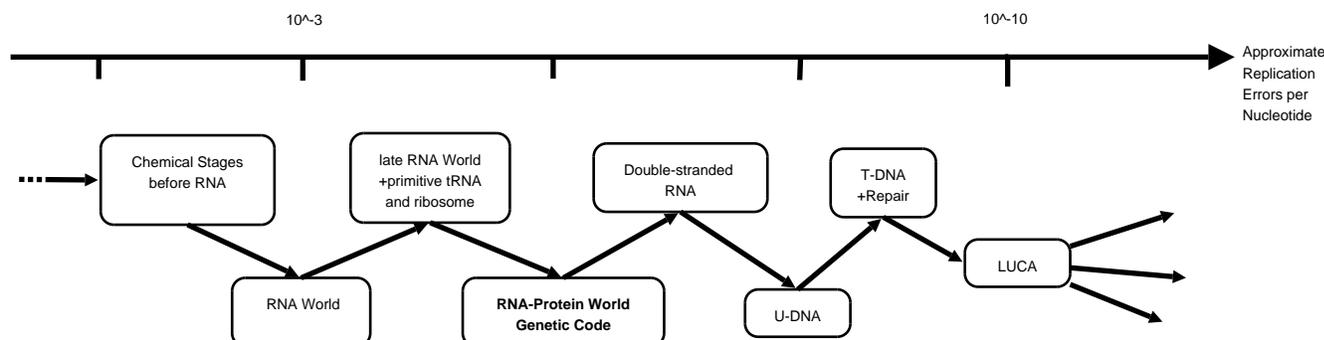 10^-3
10^-10
Approximate
Replication
Errors per
Nucleotide
Chemical Stages
before RNA
late RNA World
+primitive tRNA
and ribosome
Double-stranded
RNA
T-DNA
+Repair
RNA World
RNA-Protein World
Genetic Code
U-DNA
LUCA